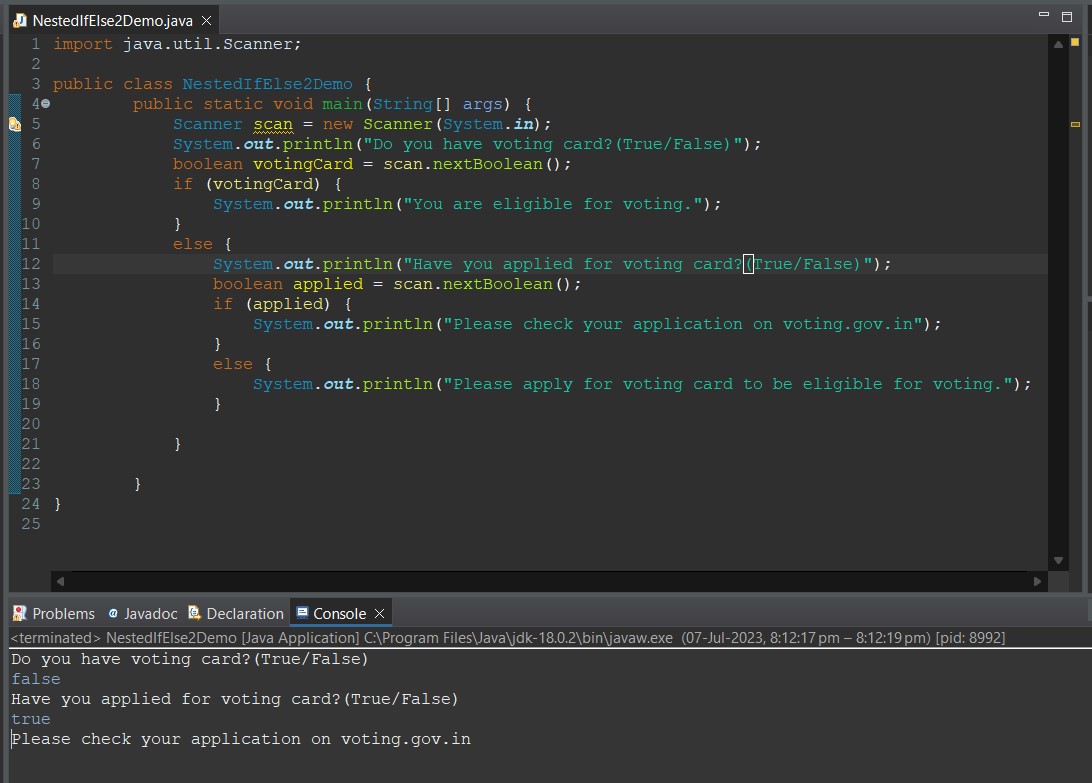 NestedIfElse2Demo.java
1 import java.util.Scanner;
2
3 public class NestedIfElse2Demo {
4 public static void main(String[] args) {
5 Scanner scan = new Scanner(System.in);
6 System.out.println("Do you have voting card?(True/False)");
7 boolean votingCard = scan.nextBoolean();
8 if (votingCard) {
9 System.out.println("You are eligible for voting.");
10 }
11 else {
12 System.out.println("Have you applied for voting card?(True/False)");
13 boolean applied = scan.nextBoolean();
14 if (applied) {
15 System.out.println("Please check your application on voting.gov.in");
16 }
17 else {
18 System.out.println("Please apply for voting card to be eligible for voting.");
19 }
20
21 }
22
23 }
24 }
25
Problems Javadoc Declaration Console
<terminated> NestedIfElse2Demo [Java Application] C:\Program Files\Java\jdk-18.0.2\bin\javaw.exe (07-Jul-2023, 8:12:17 pm – 8:12:19 pm) [pid: 8992]
Do you have voting card?(True/False)
false
Have you applied for voting card?(True/False)
true
Please check your application on voting.gov.in